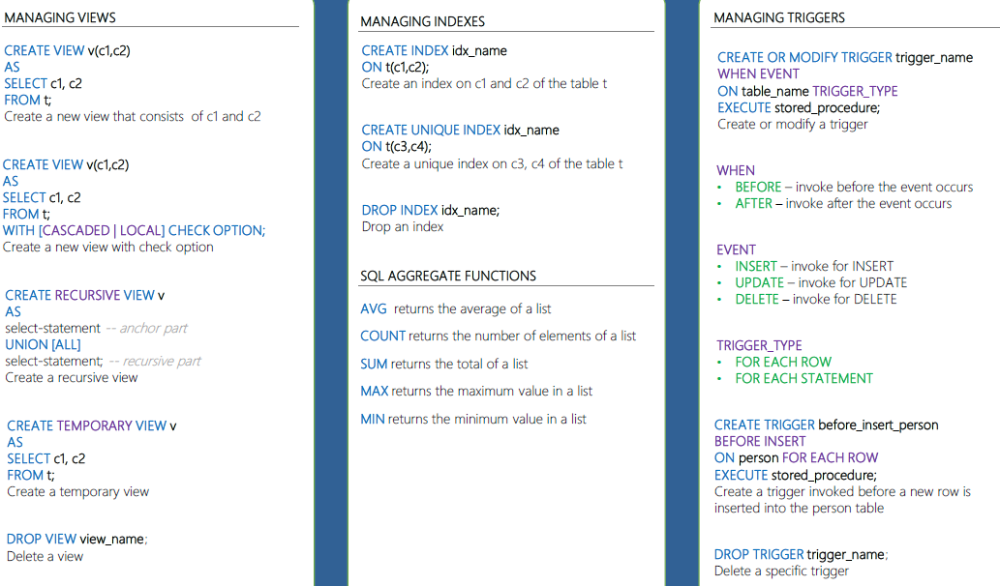 MANAGING VIEWS
CREATE VIEW v(c1,c2)
AS
SELECT c1, c2
FROM t;
Create a new view that consists of c1 and c2
CREATE VIEW v(c1,c2)
AS
SELECT c1, c2
FROM t;
WITH [CASCADED | LOCAL] CHECK OPTION;
Create a new view with check option
CREATE RECURSIVE VIEW v
AS
select-statement -- anchor part
UNION [ALL]
select-statement; -- recursive part
Create a recursive view
CREATE TEMPORARY VIEW v
AS
SELECT c1, c2
FROM t;
Create a temporary view
DROP VIEW view_name;
Delete a view
MANAGING INDEXES
CREATE INDEX idx_name
ON t(c1,c2);
Create an index on c1 and c2 of the table t
CREATE UNIQUE INDEX idx_name
ON t(c3,c4);
Create a unique index on c3, c4 of the table t
DROP INDEX idx_name;
Drop an index
SQL AGGREGATE FUNCTIONS
AVG returns the average of a list
COUNT returns the number of elements of a list
SUM returns the total of a list
MAX returns the maximum value in a list
MIN returns the minimum value in a list
MANAGING TRIGGERS
CREATE OR MODIFY TRIGGER trigger_name
WHEN EVENT
ON table_name TRIGGER_TYPE
EXECUTE stored_procedure;
Create or modify a trigger
WHEN
• BEFORE – invoke before the event occurs
• AFTER – invoke after the event occurs
EVENT
• INSERT – invoke for INSERT
• UPDATE – invoke for UPDATE
• DELETE – invoke for DELETE
TRIGGER_TYPE
• FOR EACH ROW
• FOR EACH STATEMENT
CREATE TRIGGER before_insert_person
BEFORE INSERT
ON person FOR EACH ROW
EXECUTE stored_procedure;
Create a trigger invoked before a new row is
inserted into the person table
DROP TRIGGER trigger_name;
Delete a specific trigger